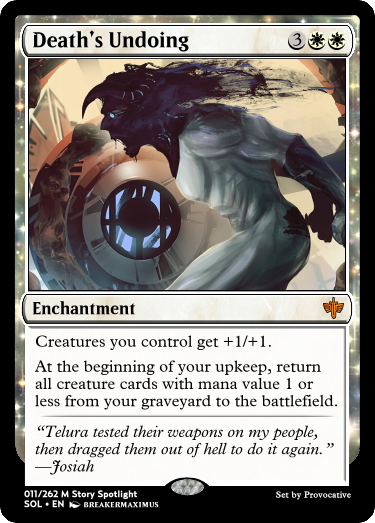 Death's Undoing 3
Enchantment
Creatures you control get +1/+1.
At the beginning of your upkeep, return
all creature cards with mana value 1 or
less from your graveyard to the battlefield.
“Telura tested their weapons on my people,
then dragged them out of hell to do it again.”
—Josiah
011/262 M Story Spotlight
SOL • EN BREAKERMAXIMUS
Set by Provocative